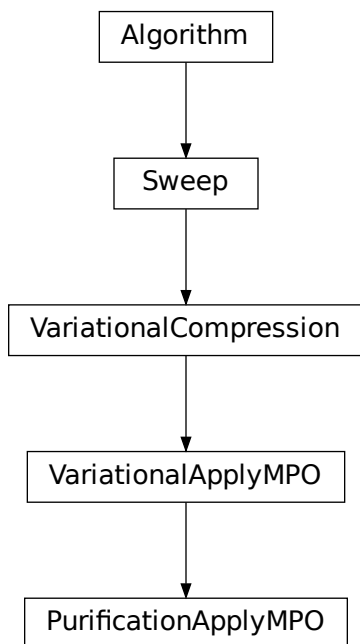 Algorithm
Sweep
VariationalCompression
VariationalApplyMPO
PurificationApplyMPO